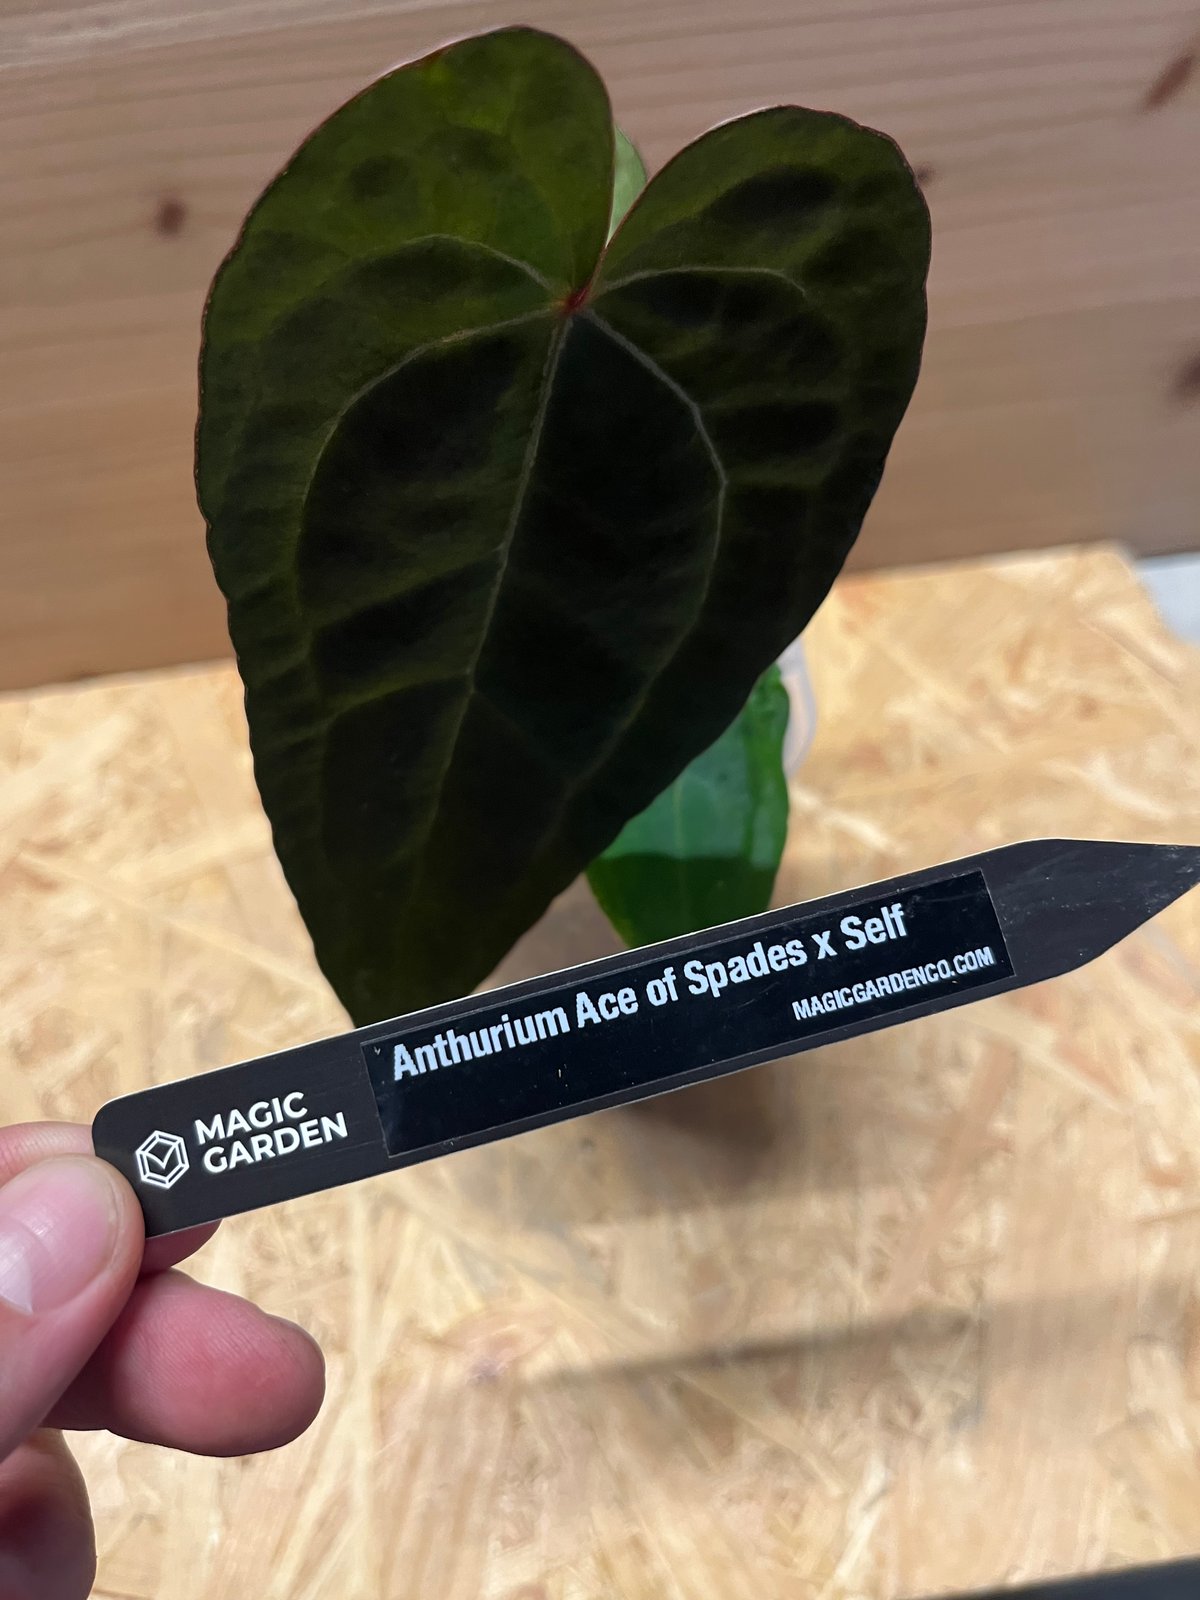 Anthurium Ace of Spades x Self
MAGICGARDENCO.COM
MAGIC
GARDEN